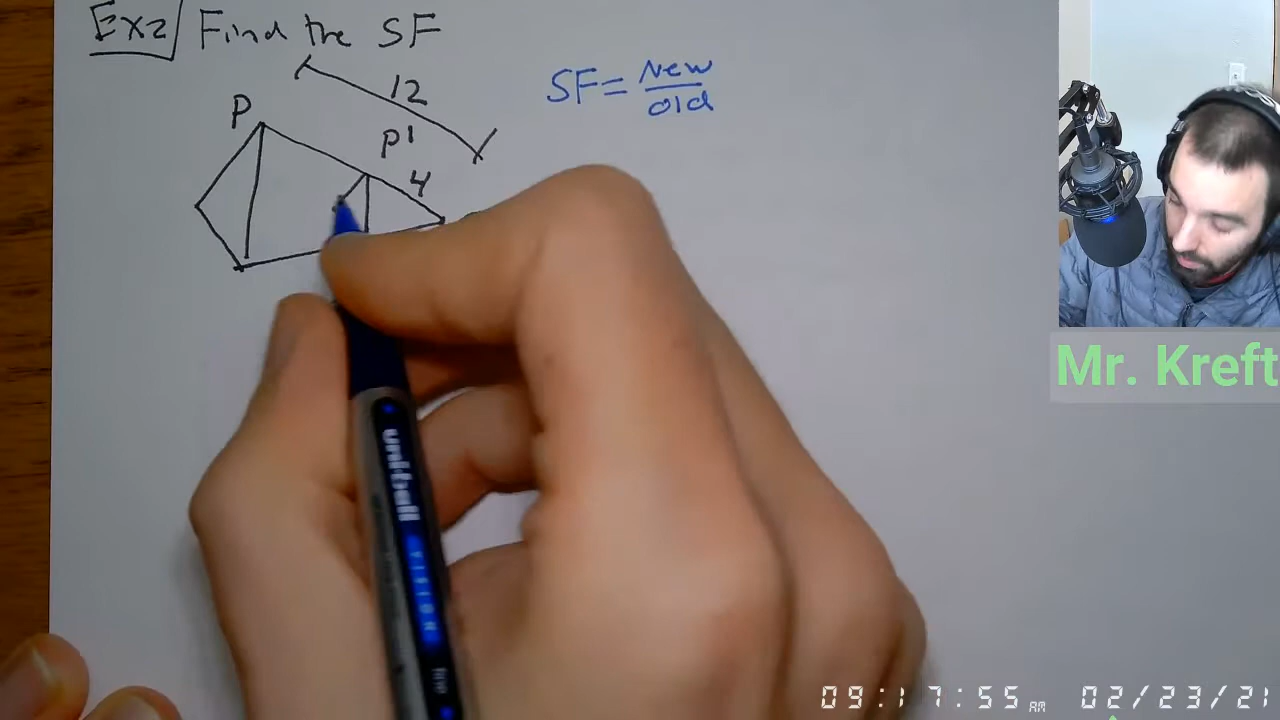 Ex2 Find the SF
12
SF = New
old
P
P'
4
uni-ball
VISION
Mr. Kreft
09:17:55 AM 02/23/21